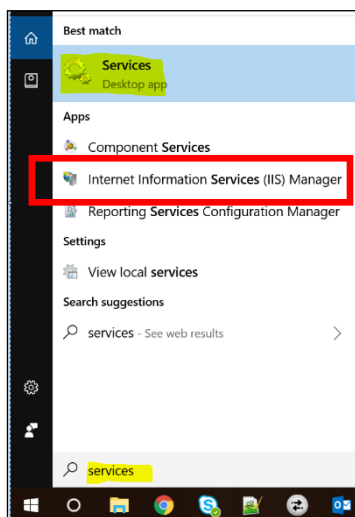 Best match
Services
Desktop app
Apps
Component Services
Internet Information Services (IIS) Manager
Reporting Services Configuration Manager
Settings
View local services
Search suggestions
services - See web results
services